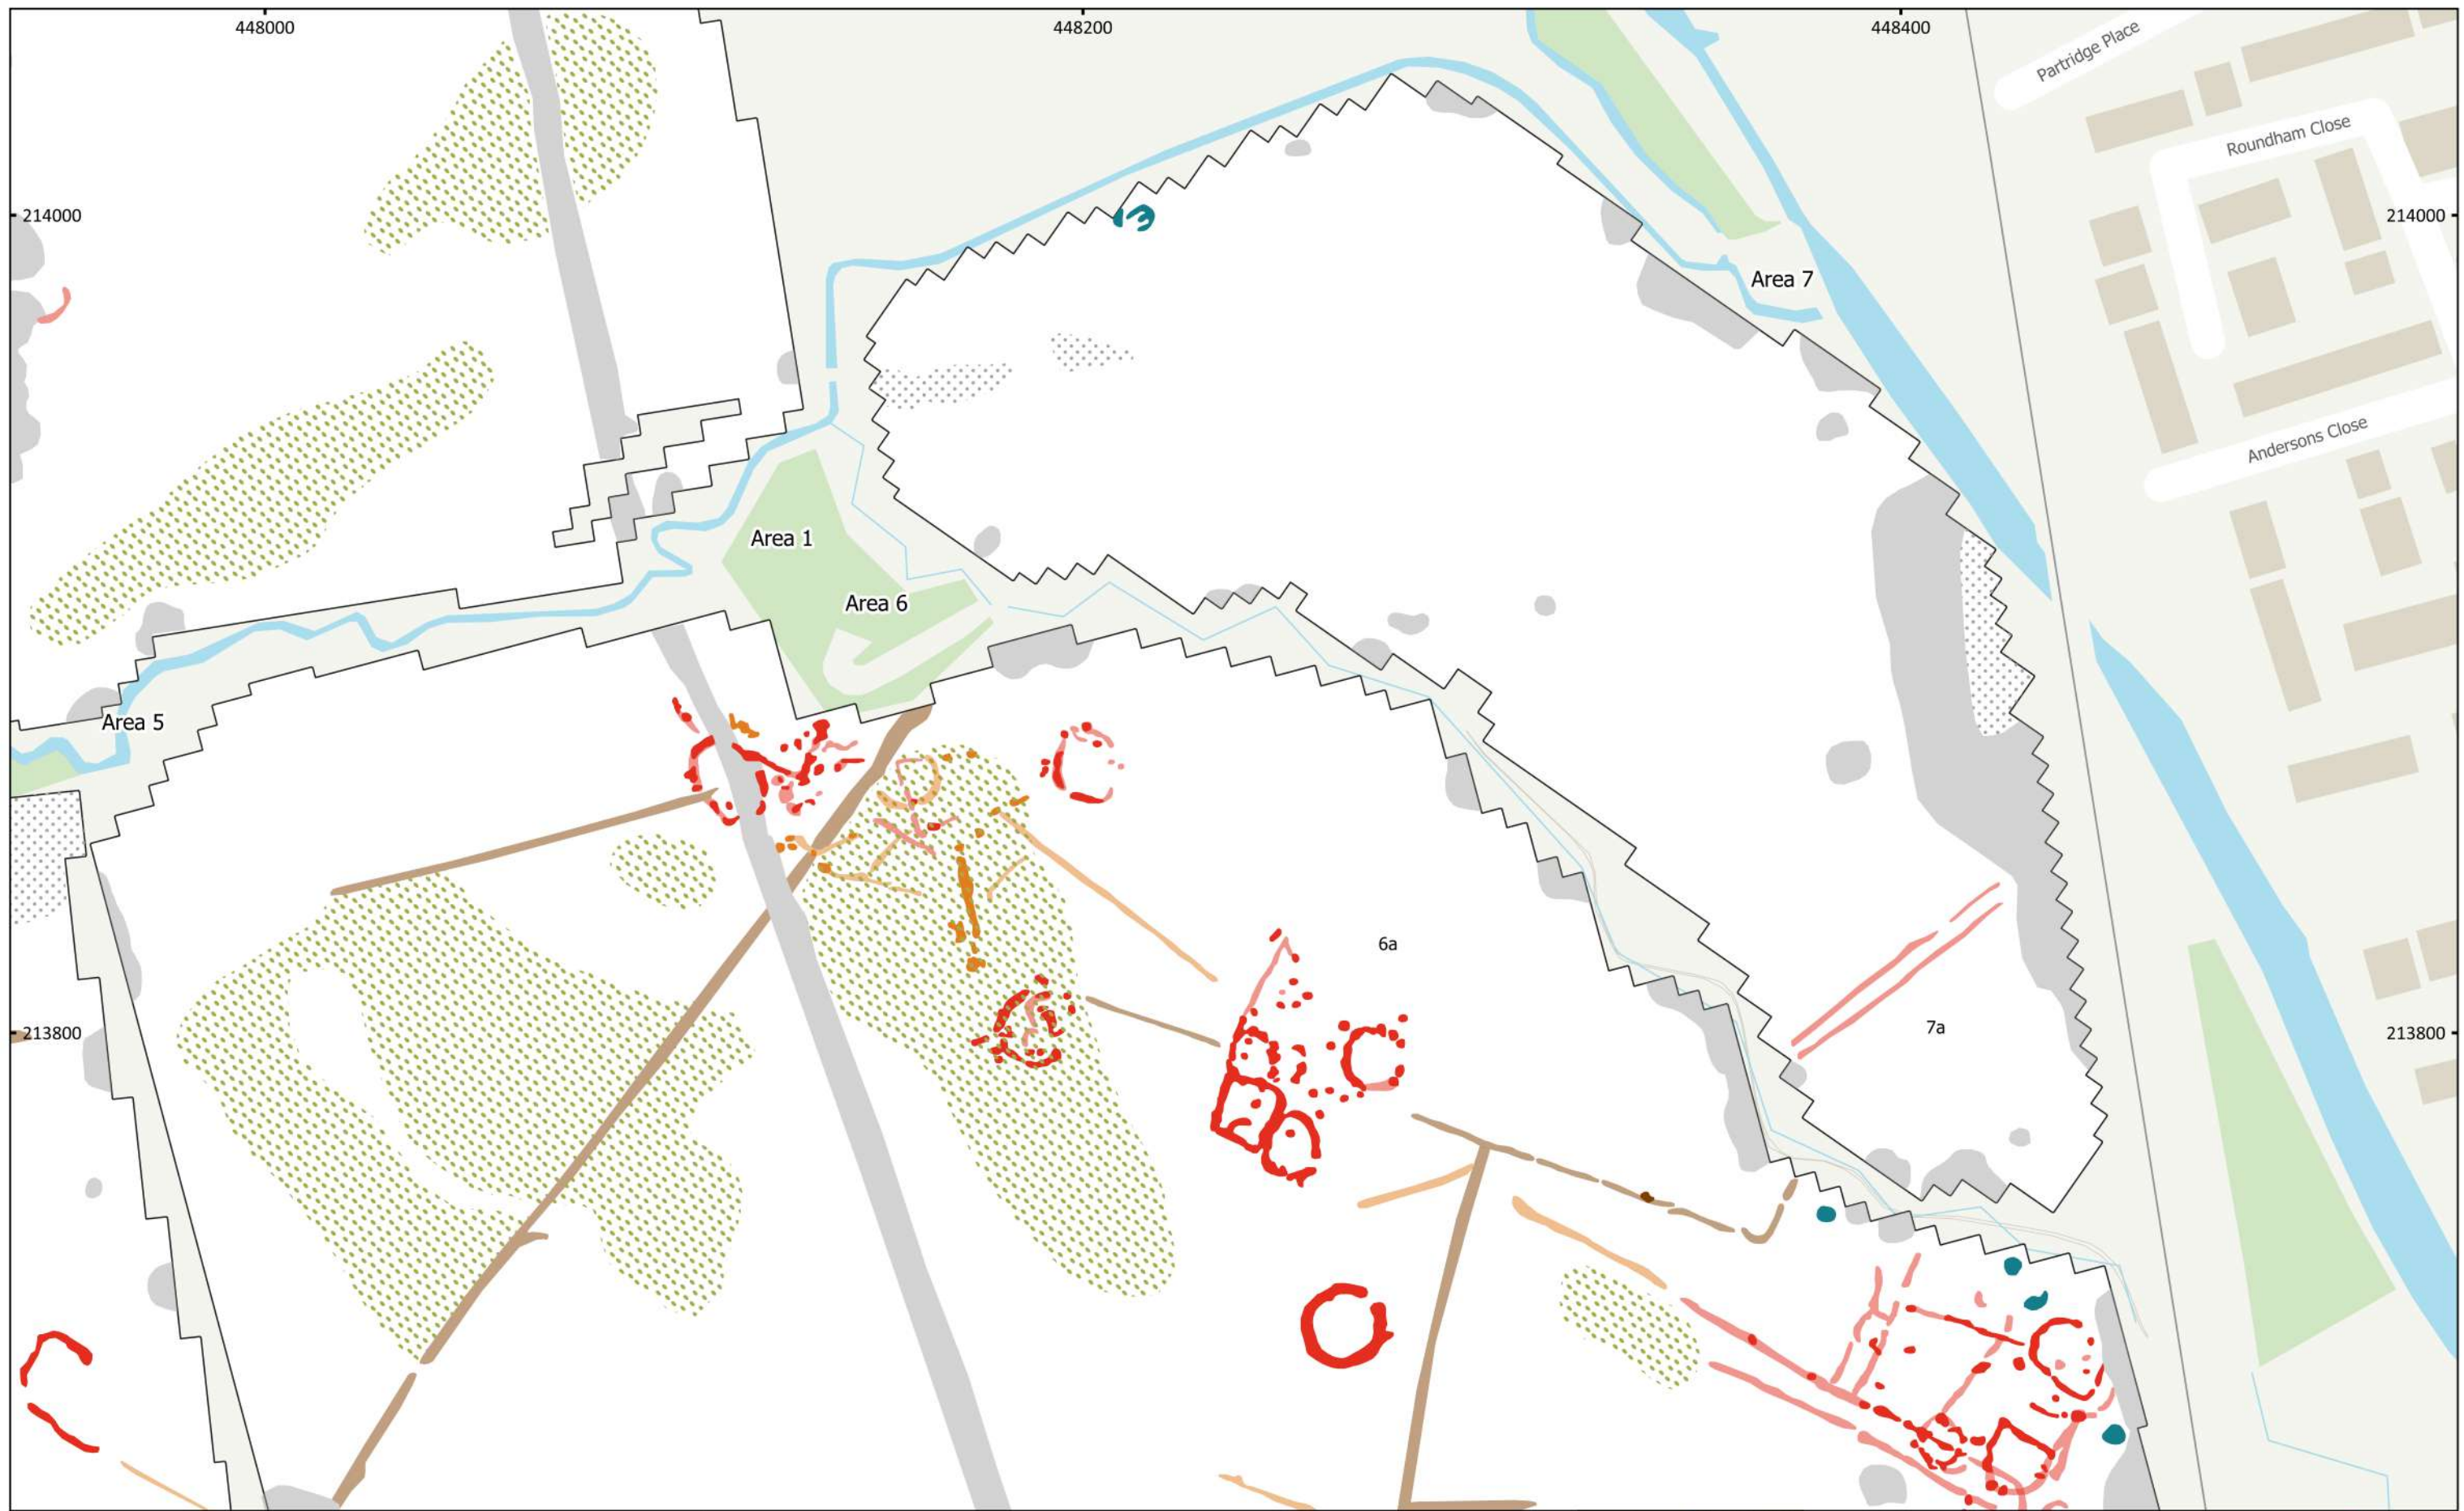 448000
448200
448400
Partridge Place
Roundham Close
214000
214000
Area 7
Andersons Close
Area 1
Area 6
Area 5
6a
7a
213800
213800